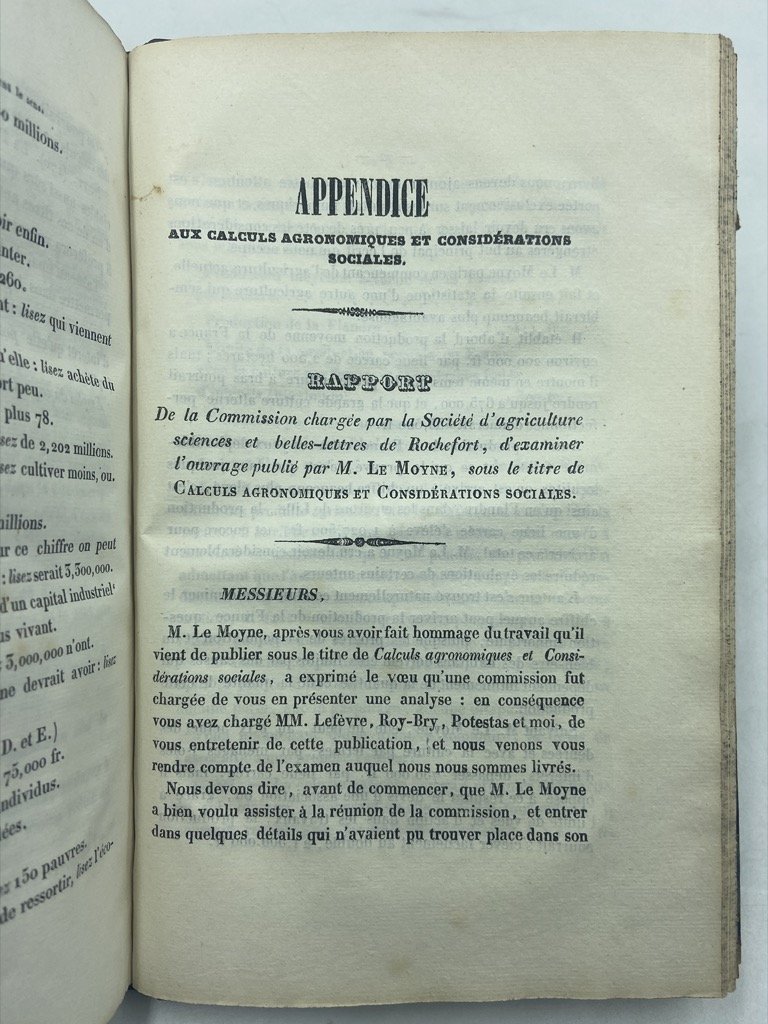 ent le sens.
o millions.
ir enfin.
nter.
260.
nt : lisez qui viennent
n'elle : lisez achète du
ort peu.
plus 78.
sez de 2,202 millions.
sez cultiver moins, ou.
millions.
ur ce chiffre on peut
: lisez serait 3,300,000.
d'un capital industriel
us vivant.
3,000,000 n'ont.
ne devrait avoir : lisez
D. et E.)
75,000 fr.
ndividus.
ées.
ez 150 pauvres.
de ressortir, lisez l'éco-
APPENDICE
AUX CALCULS AGRONOMIQUES ET CONSIDÉRATIONS
SOCIALES.
RAPPORT
De la Commission chargée par la Société d'agriculture
sciences et belles-lettres de Rochefort, d'examiner
l'ouvrage publié par M. LE MOYNE, sous le titre de
CALCULS AGRONOMIQUES ET CONSIDÉRATIONS SOCIALES.
MESSIEURS,
M. Le Moyne, après vous avoir fait hommage du travail qu'il
vient de publier sous le titre de Calculs agronomiques et Consi-
dérations sociales, a exprimé le vœu qu'une commission fut
chargée de vous en présenter une analyse : en conséquence
vous avez chargé MM. Lefèvre, Roy-Bry, Potestas et moi, de
vous entretenir de cette publication, et nous venons vous
rendre compte de l'examen auquel nous nous sommes livrés.
Nous devons dire, avant de commencer, que M. Le Moyne
a bien voulu assister à la réunion de la commission, et entrer
dans quelques détails qui n'avaient pu trouver place dans son